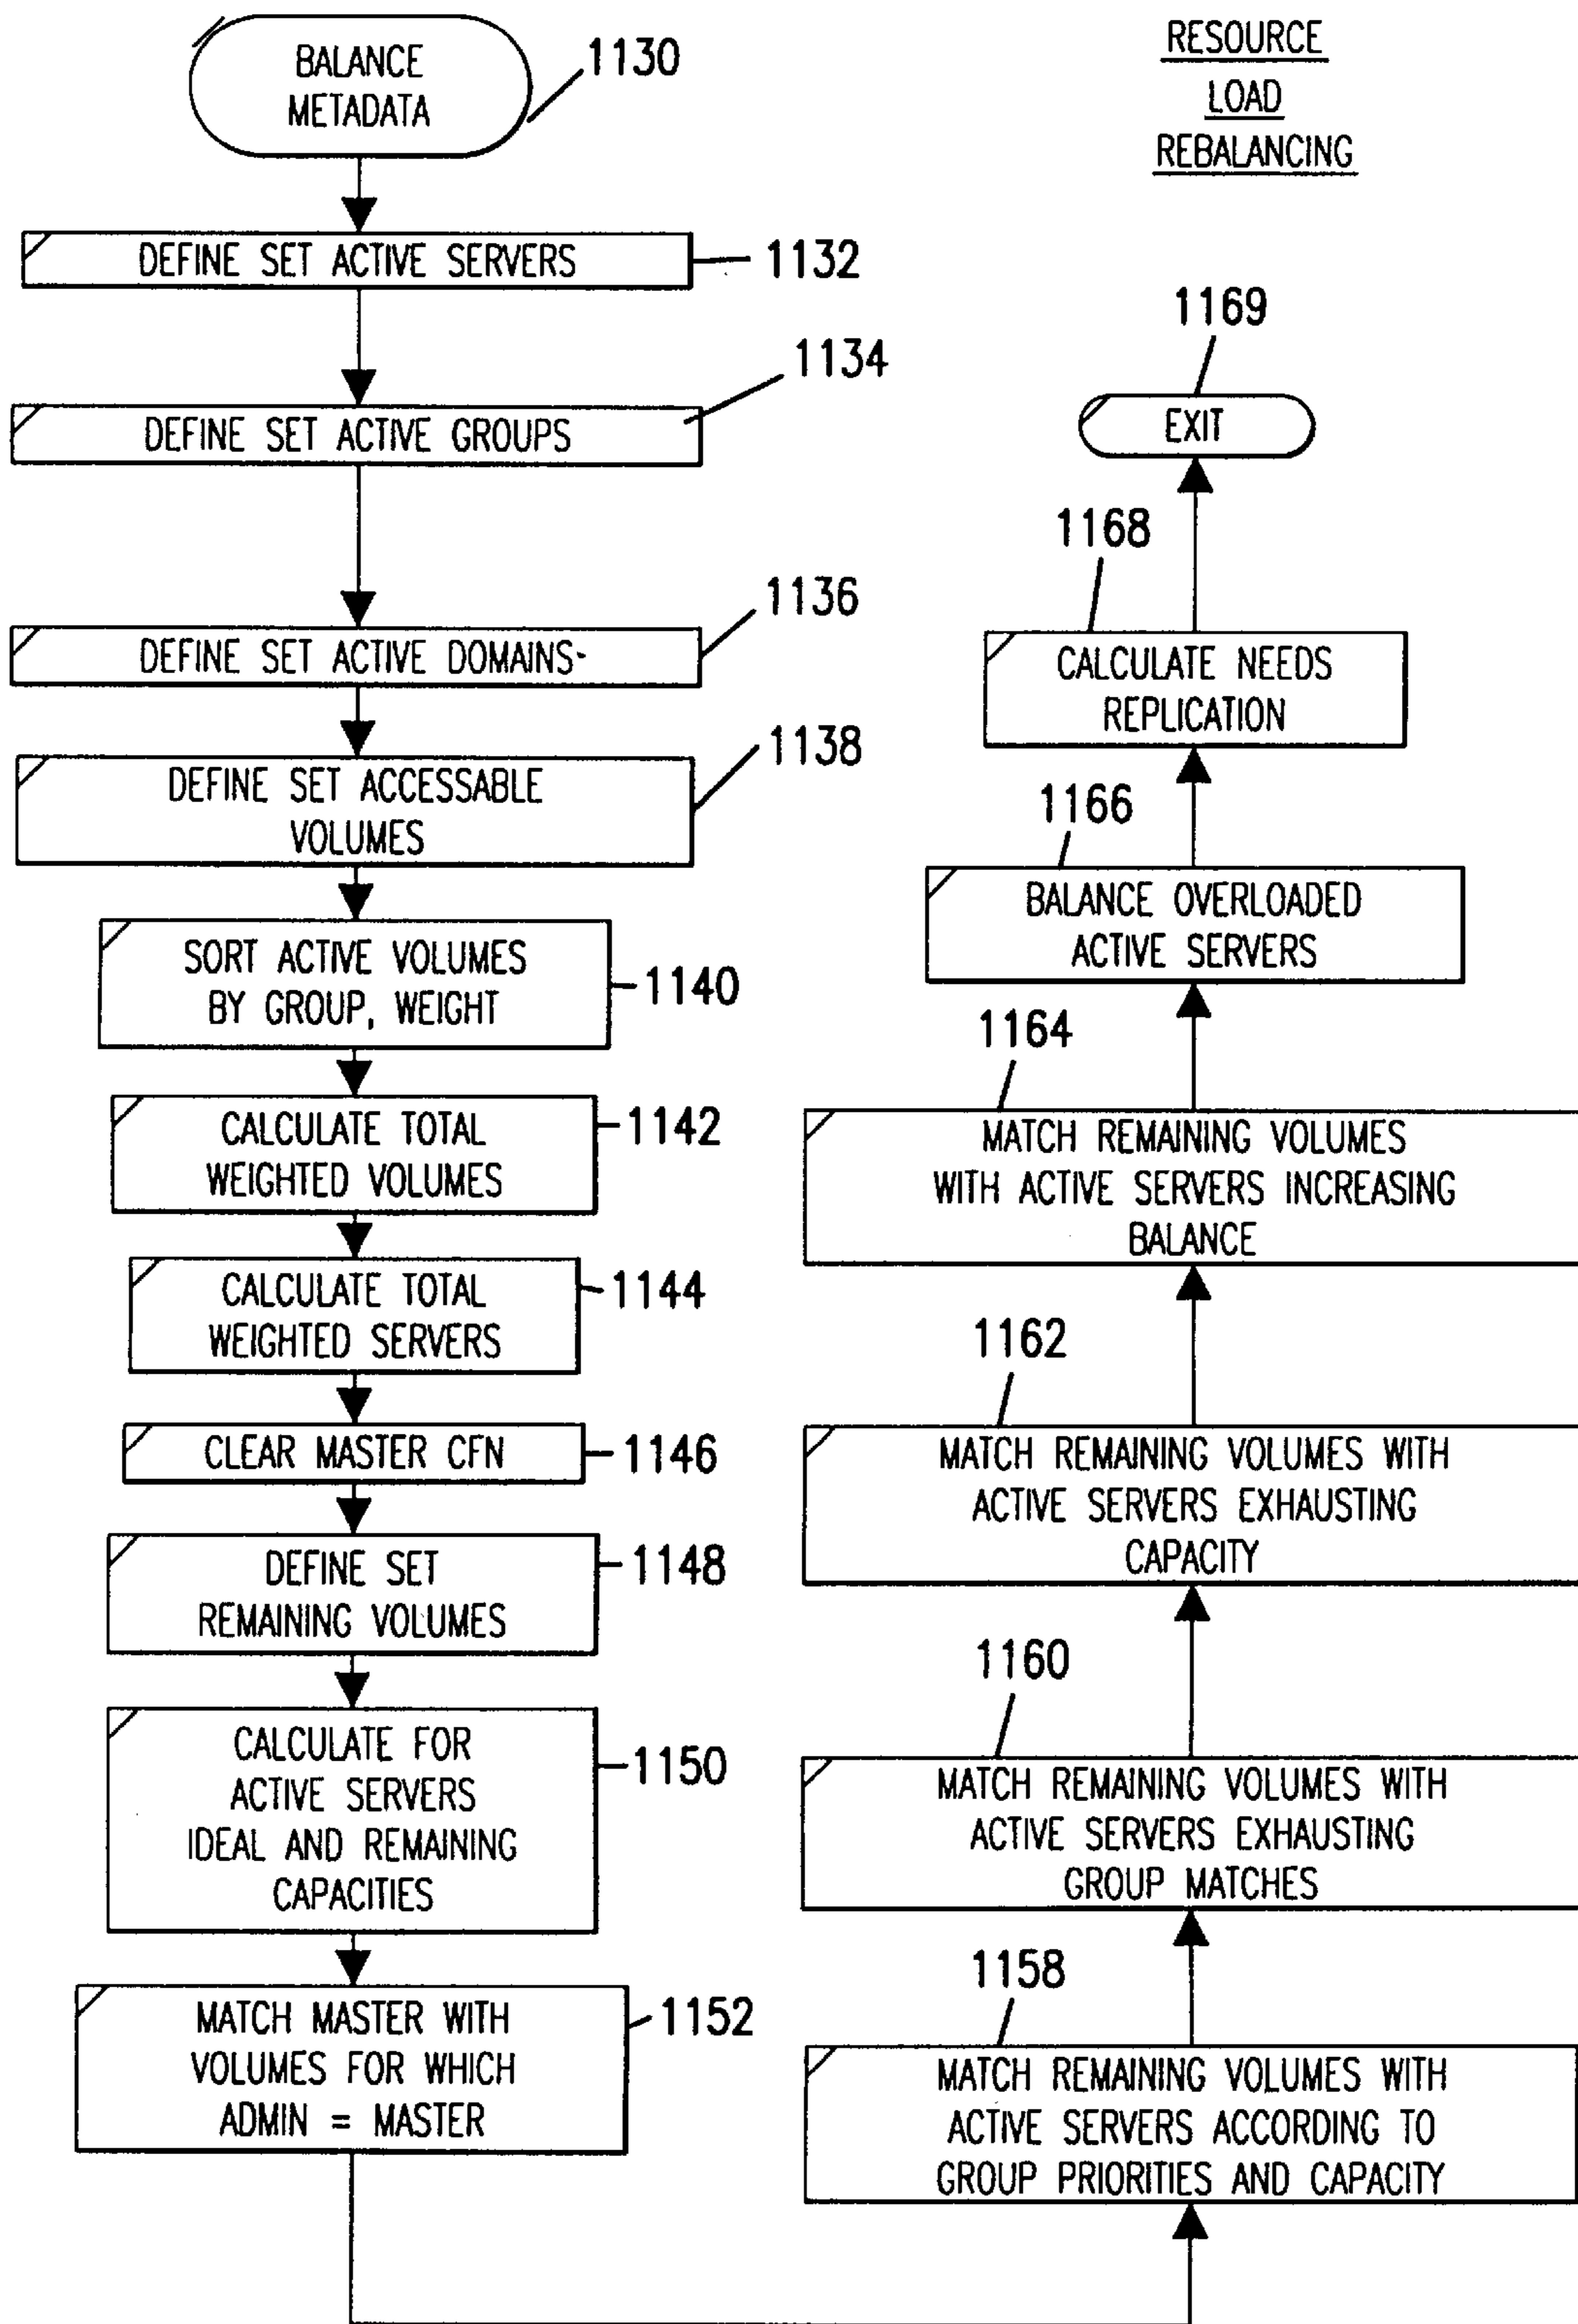 BALANCE
METADATA
1130
DEFINE SET ACTIVE SERVERS
1132
DEFINE SET ACTIVE GROUPS
1134
DEFINE SET ACTIVE DOMAINS-
1136
DEFINE SET ACCESSABLE
VOLUMES
1138
SORT ACTIVE VOLUMES
BY GROUP, WEIGHT
1140
CALCULATE TOTAL
WEIGHTED VOLUMES
1142
CALCULATE TOTAL
WEIGHTED SERVERS
1144
CLEAR MASTER CFN
1146
DEFINE SET
REMAINING VOLUMES
1148
CALCULATE FOR
ACTIVE SERVERS
IDEAL AND REMAINING
CAPACITIES
1150
MATCH MASTER WITH
VOLUMES FOR WHICH
ADMIN = MASTER
1152
RESOURCE
LOAD
REBALANCING
1169
EXIT
1168
CALCULATE NEEDS
REPLICATION
1166
BALANCE OVERLOADED
ACTIVE SERVERS
1164
MATCH REMAINING VOLUMES
WITH ACTIVE SERVERS INCREASING
BALANCE
1162
MATCH REMAINING VOLUMES WITH
ACTIVE SERVERS EXHAUSTING
CAPACITY
1160
MATCH REMAINING VOLUMES WITH
ACTIVE SERVERS EXHAUSTING
GROUP MATCHES
1158
MATCH REMAINING VOLUMES WITH
ACTIVE SERVERS ACCORDING TO
GROUP PRIORITIES AND CAPACITY